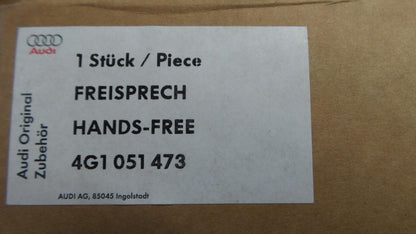 Audi
Audi Original
Zubehör
1 Stück / Piece
FREISPRECH
HANDS-FREE
4G1 051 473
AUDI AG, 85045 Ingolstadt